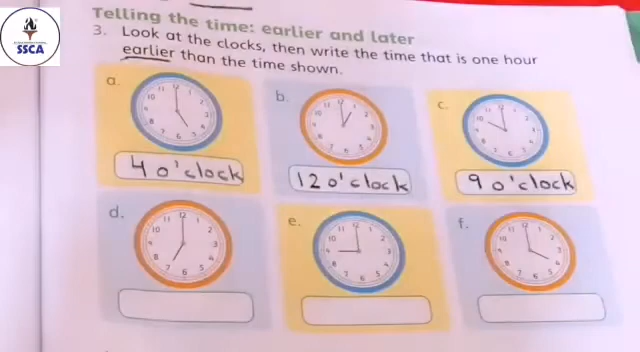 SSCA
Telling the time: earlier and later
3. Look at the clocks, then write the time that is one hour
earlier than the time shown.
a.
b.
c.
4 o'clock
12 o'clock
9 o'clock
d.
e.
f.